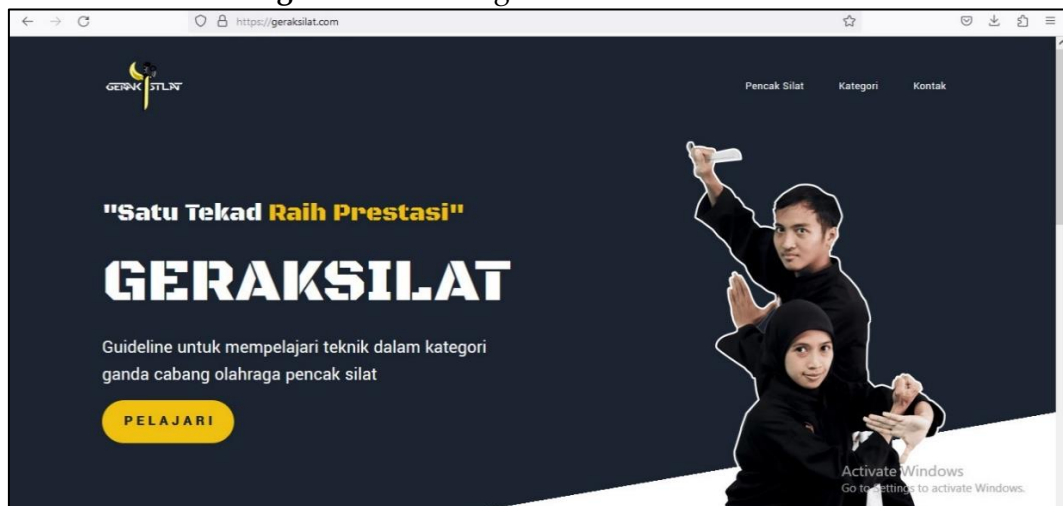 https://geraksilat.com
GERAK SILAT
Pencak Silat Kategori Kontak
"Satu Tekad Raih Prestasi"
GERAKSILAT
Guideline untuk mempelajari teknik dalam kategori
ganda cabang olahraga pencak silat
PELAJARI
Activate Windows
Go to Settings to activate Windows.